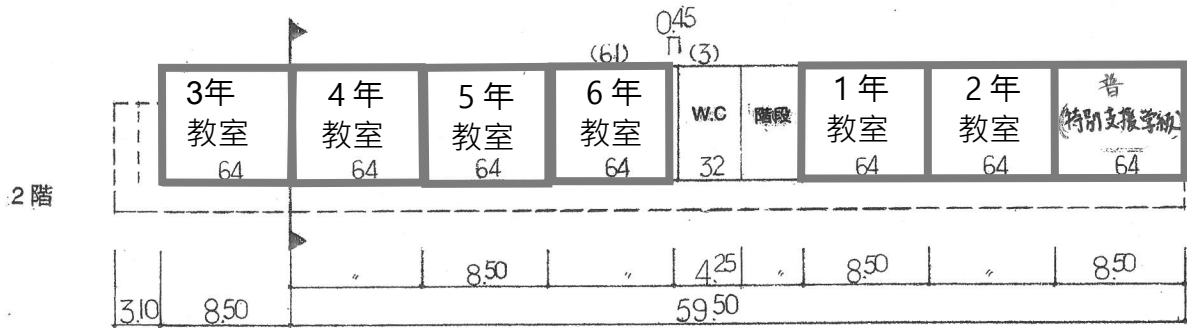 0.45
(61) (3)
3年 4年 5年 6年 W.C 階段 1年 2年 普
教室 教室 教室 教室 教室 教室 (特別支援学級)
64 64 64 64 32 64 64 64
2階
〃 8.50 〃 4.25 〃 8.50 〃 8.50
3.10 8.50 59.50